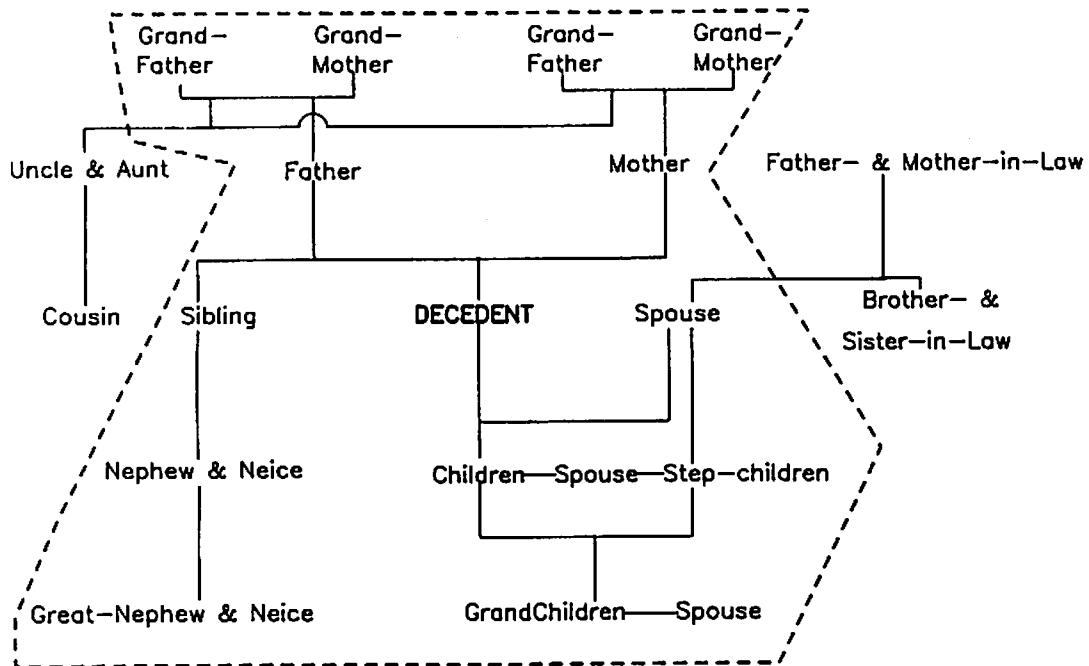 Grand-
Father
Grand-
Mother
Grand-
Father
Grand-
Mother
Uncle & Aunt
Father
Mother
Father- & Mother-in-Law
Cousin
Sibling
DECEDENT
Spouse
Brother- &
Sister-in-Law
Nephew & Neice
Children—Spouse—Step-children
Great-Nephew & Neice
GrandChildren—Spouse